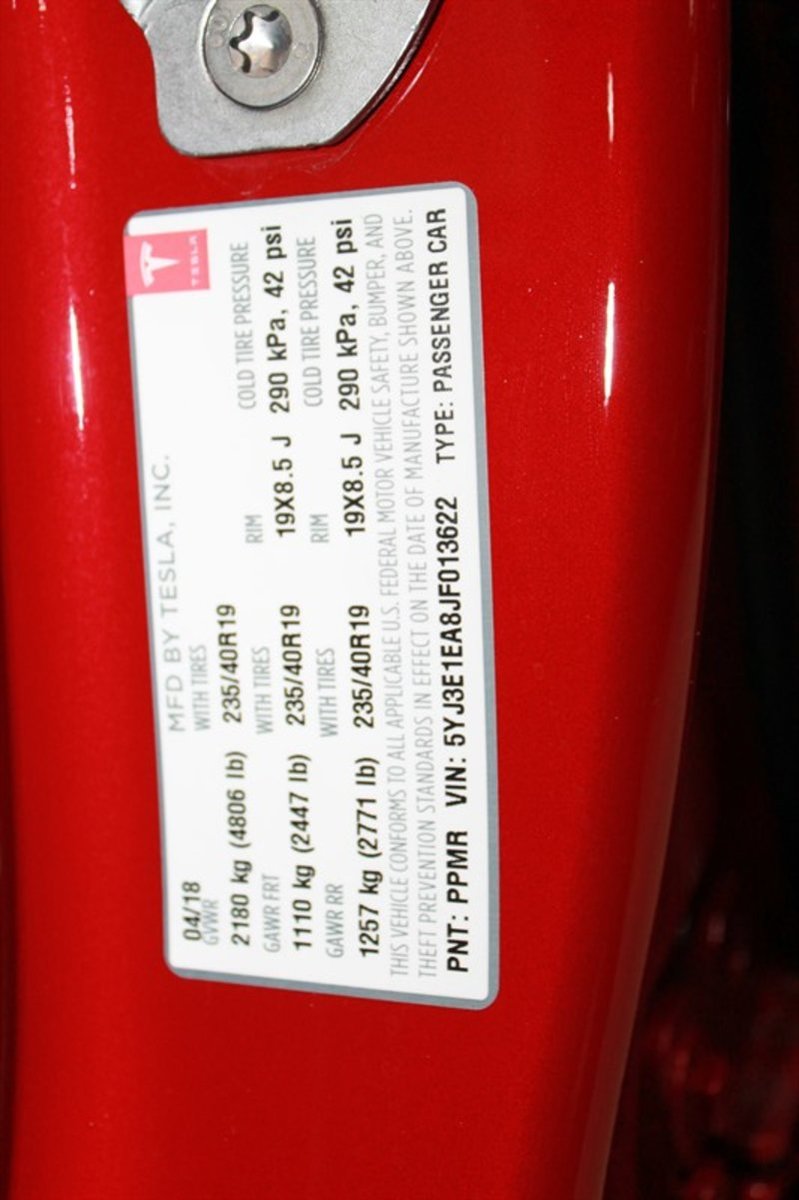 TESLA
MFD BY TESLA, INC.
04/18
GVWR WITH TIRES RIM COLD TIRE PRESSURE
2180 kg (4806 lb) 235/40R19
GAWR FRT WITH TIRES RIM COLD TIRE PRESSURE
1110 kg (2447 lb) 235/40R19 19X8.5 J 290 kPa, 42 psi
GAWR RR WITH TIRES RIM COLD TIRE PRESSURE
1257 kg (2771 lb) 235/40R19 19X8.5 J 290 kPa, 42 psi
THIS VEHICLE CONFORMS TO ALL APPLICABLE U.S. FEDERAL MOTOR VEHICLE SAFETY, BUMPER, AND
THEFT PREVENTION STANDARDS IN EFFECT ON THE DATE OF MANUFACTURE SHOWN ABOVE.
PNT: PPMR VIN: 5YJ3E1EA8JF013622 TYPE: PASSENGER CAR